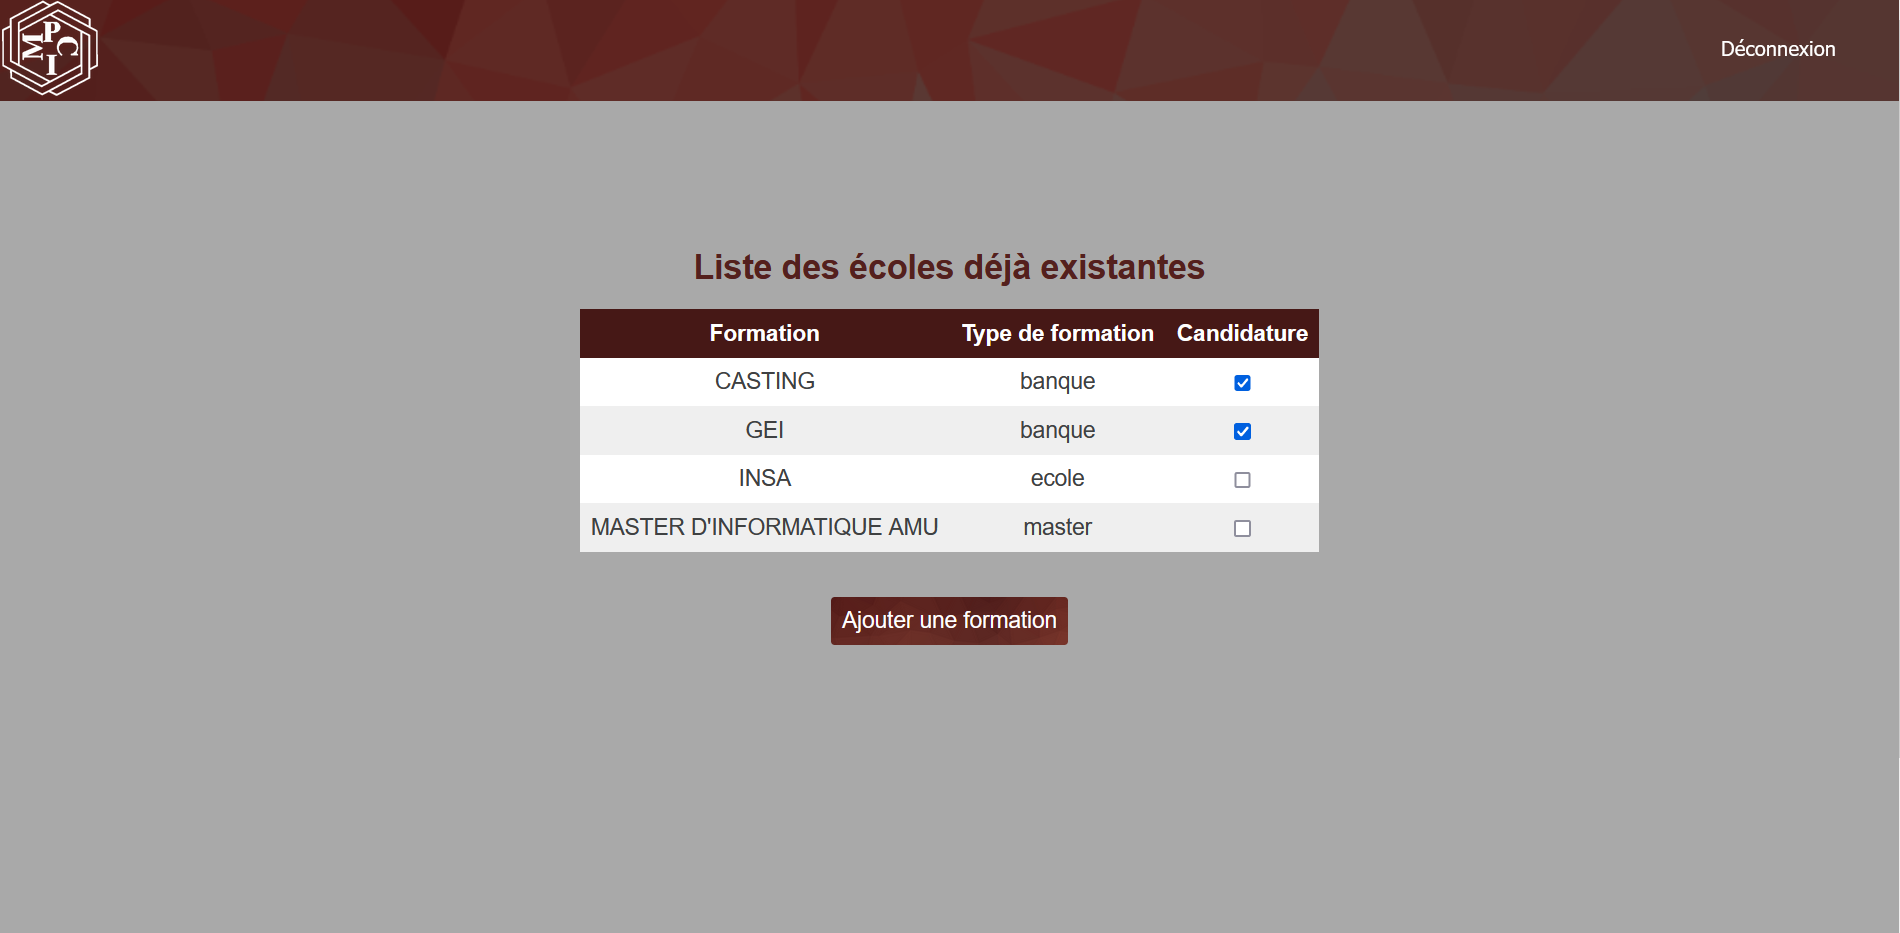 M P C I
Déconnexion
Liste des écoles déjà existantes
Formation Type de formation Candidature
CASTING banque
GEI banque
INSA ecole
MASTER D'INFORMATIQUE AMU master
Ajouter une formation